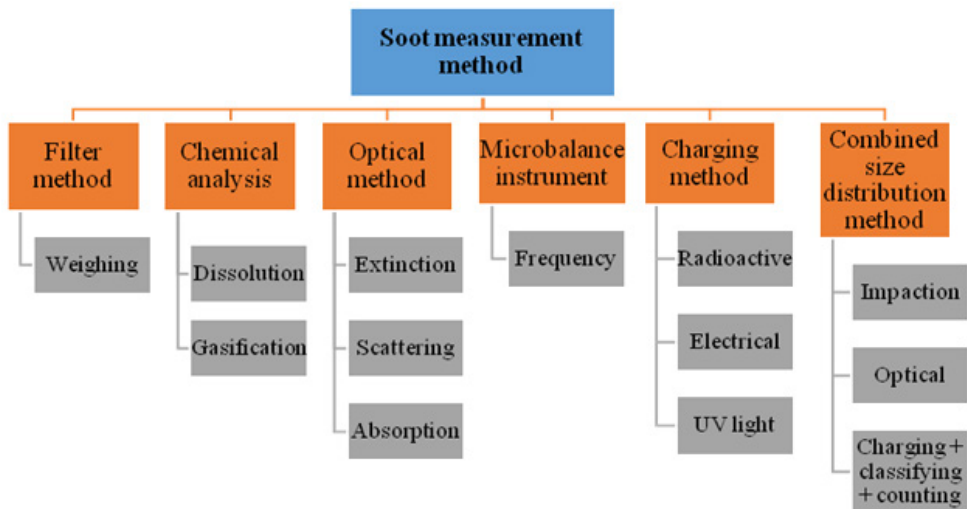 Soot measurement
method
Filter
method
Weighing
Chemical
analysis
Dissolution
Gasification
Optical
method
Extinction
Scattering
Absorption
Microbalance
instrument
Frequency
Charging
method
Radioactive
Electrical
UV light
Combined
size
distribution
method
Impaction
Optical
Charging +
classifying
+ counting